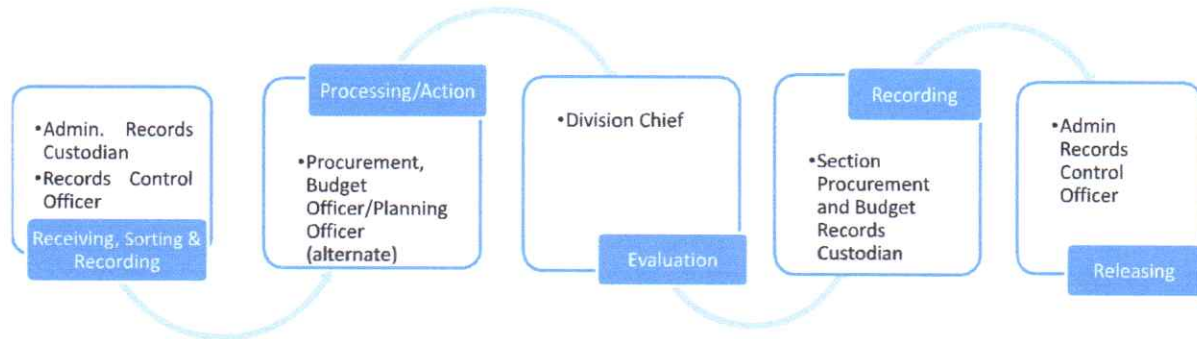 •Admin. Records
Custodian
•Records Control
Officer
Receiving, Sorting &
Recording
Processing/Action
•Procurement,
Budget
Officer/Planning
Officer
(alternate)
•Division Chief
Evaluation
Recording
•Section
Procurement
and Budget
Records
Custodian
•Admin
Records
Control
Officer
Releasing